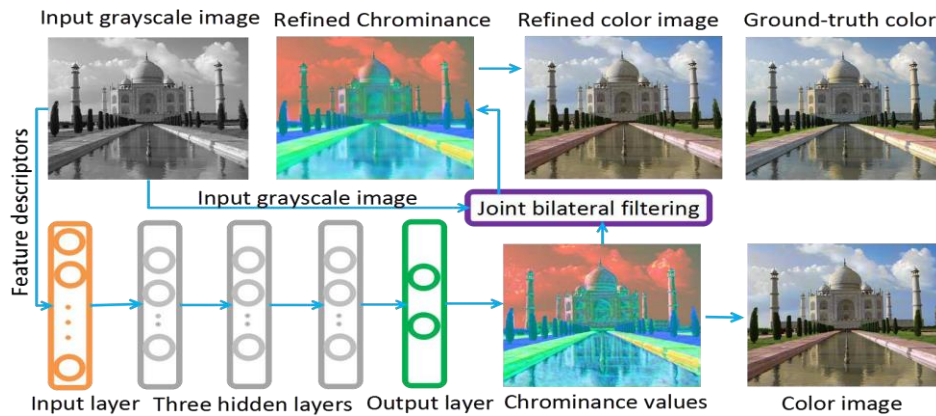 Input grayscale image
Refined Chrominance
Refined color image
Ground-truth color
Feature descriptors
Input grayscale image
Joint bilateral filtering
Input layer
Three hidden layers
Output layer
Chrominance values
Color image